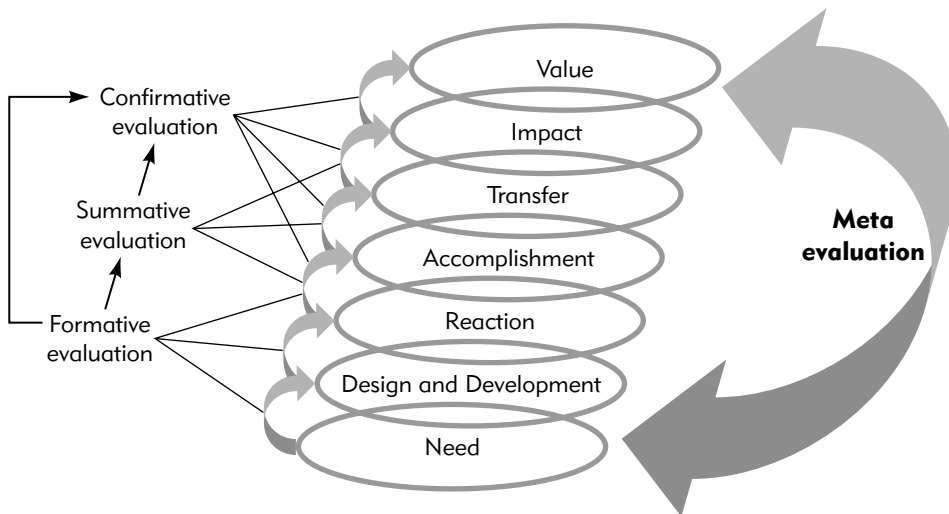 Value
Confirmative
evaluation
Impact
Transfer
Summative
evaluation
Meta
evaluation
Accomplishment
Reaction
Formative
evaluation
Design and Development
Need